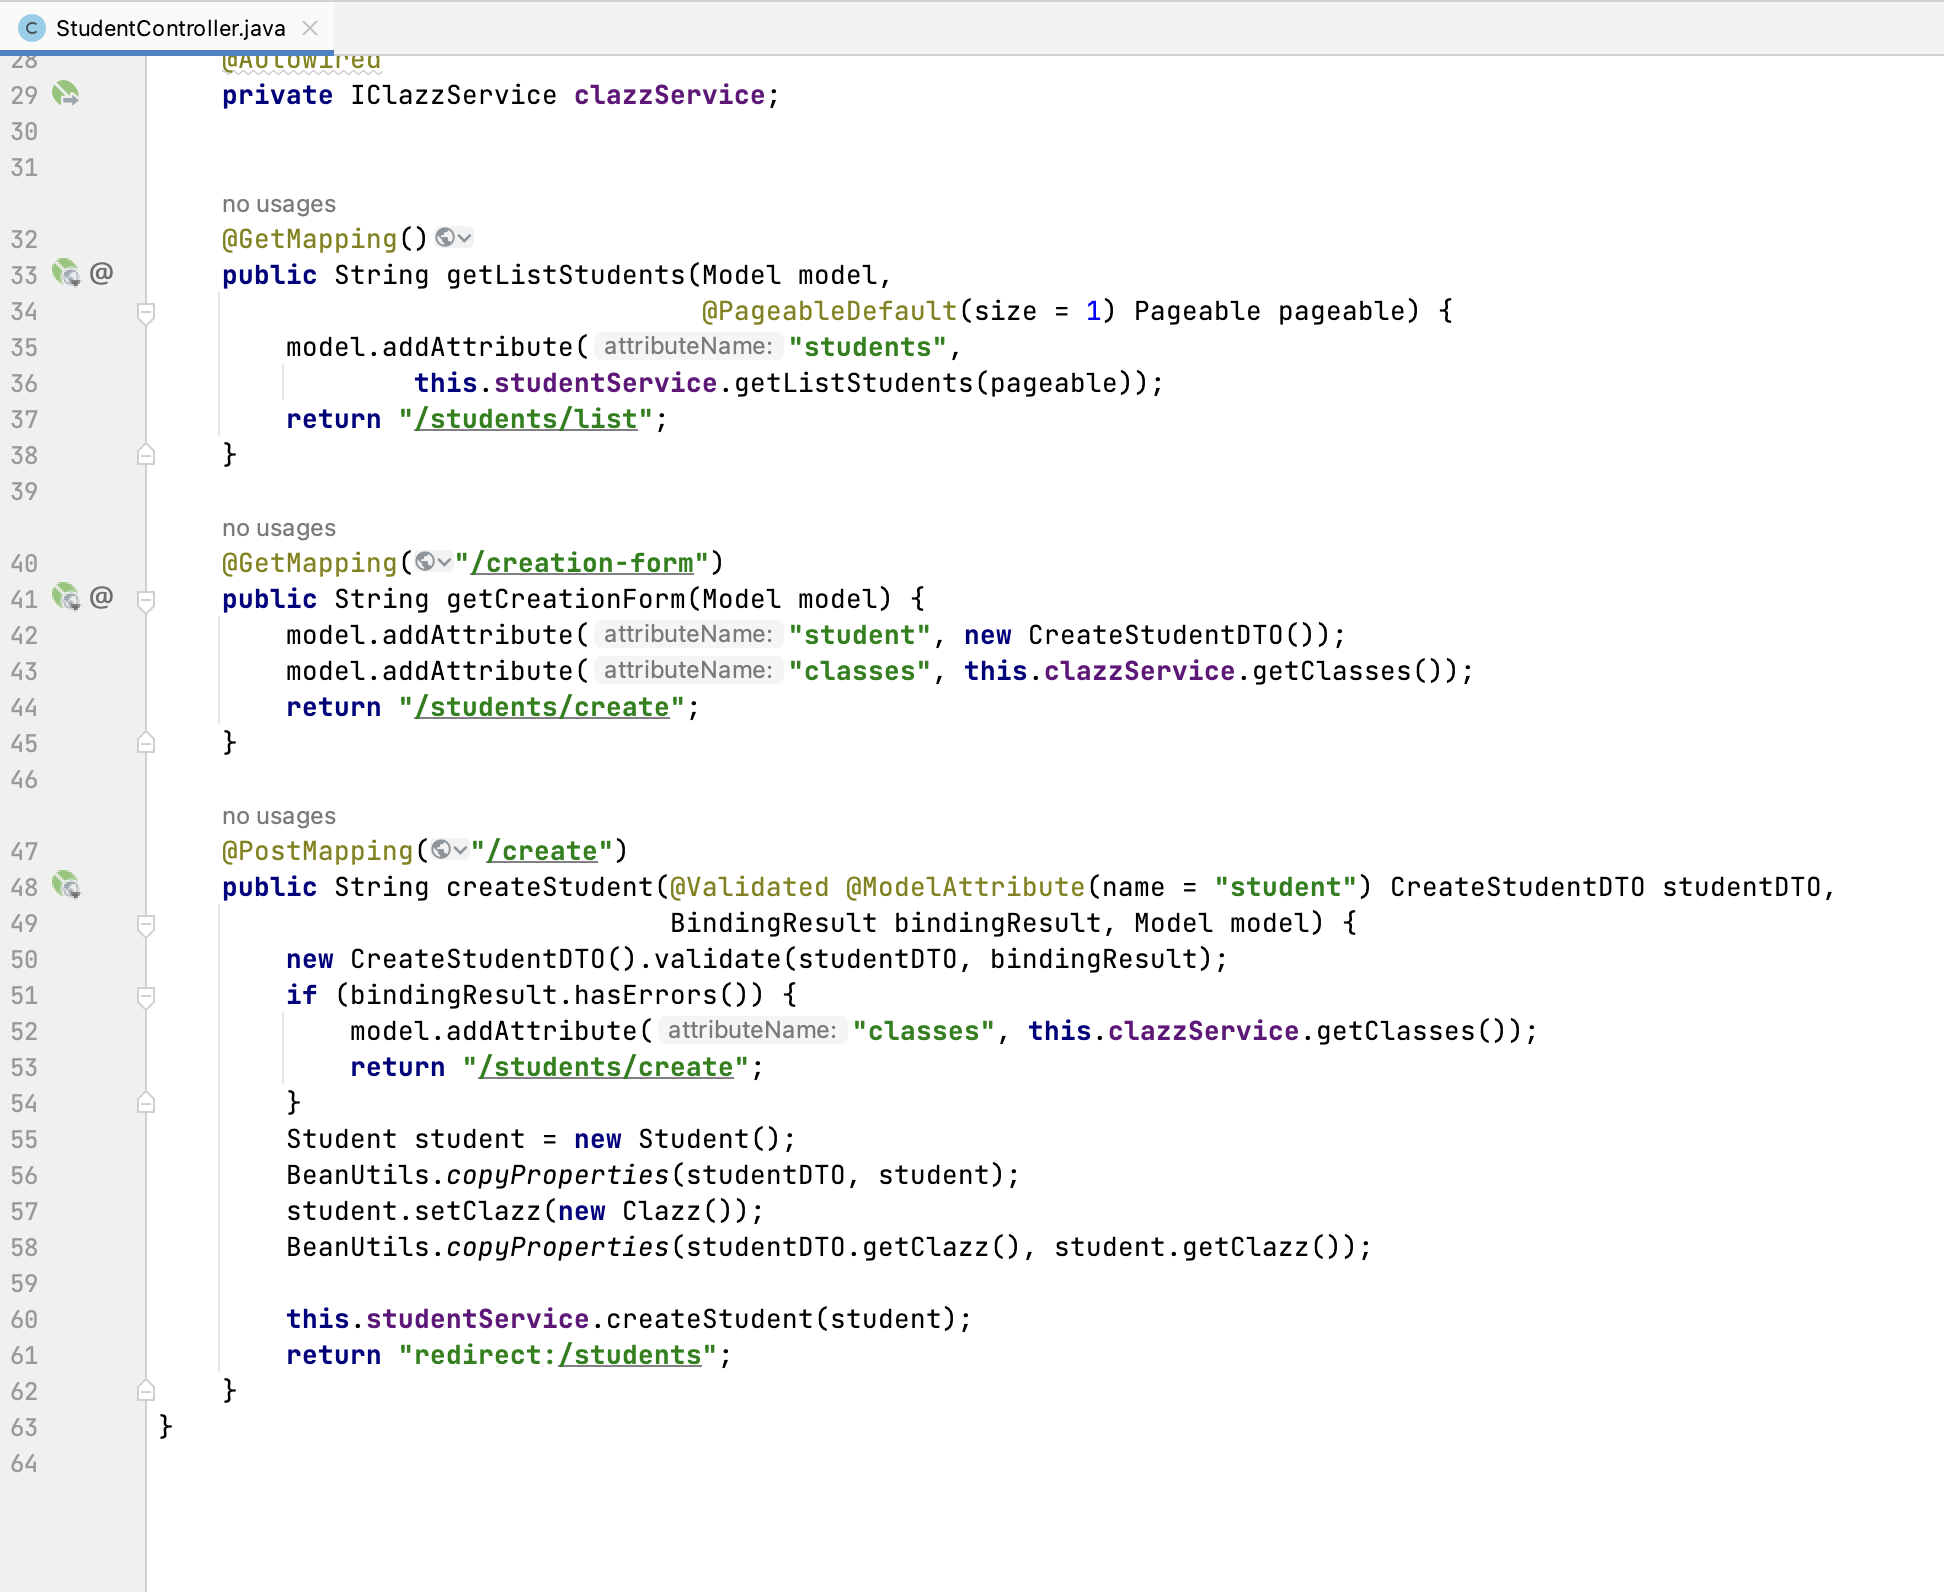 C StudentController.java
28 @Autowired
29 private IClazzService clazzService;
30
31
no usages
32 @GetMapping()
33 @ public String getListStudents(Model model,
34 @PageableDefault(size = 1) Pageable pageable) {
35 model.addAttribute( attributeName: "students",
36 this.studentService.getListStudents(pageable));
37 return "/students/list";
38 }
39
no usages
40 @GetMapping("/creation-form")
41 @ public String getCreationForm(Model model) {
42 model.addAttribute( attributeName: "student", new CreateStudentDTO());
43 model.addAttribute( attributeName: "classes", this.clazzService.getClasses());
44 return "/students/create";
45 }
46
no usages
47 @PostMapping("/create")
48 public String createStudent(@Validated @ModelAttribute(name = "student") CreateStudentDTO studentDTO,
49 BindingResult bindingResult, Model model) {
50 new CreateStudentDTO().validate(studentDTO, bindingResult);
51 if (bindingResult.hasErrors()) {
52 model.addAttribute( attributeName: "classes", this.clazzService.getClasses());
53 return "/students/create";
54 }
55 Student student = new Student();
56 BeanUtils.copyProperties(studentDTO, student);
57 student.setClazz(new Clazz());
58 BeanUtils.copyProperties(studentDTO.getClazz(), student.getClazz());
59
60 this.studentService.createStudent(student);
61 return "redirect:/students";
62 }
63 }
64